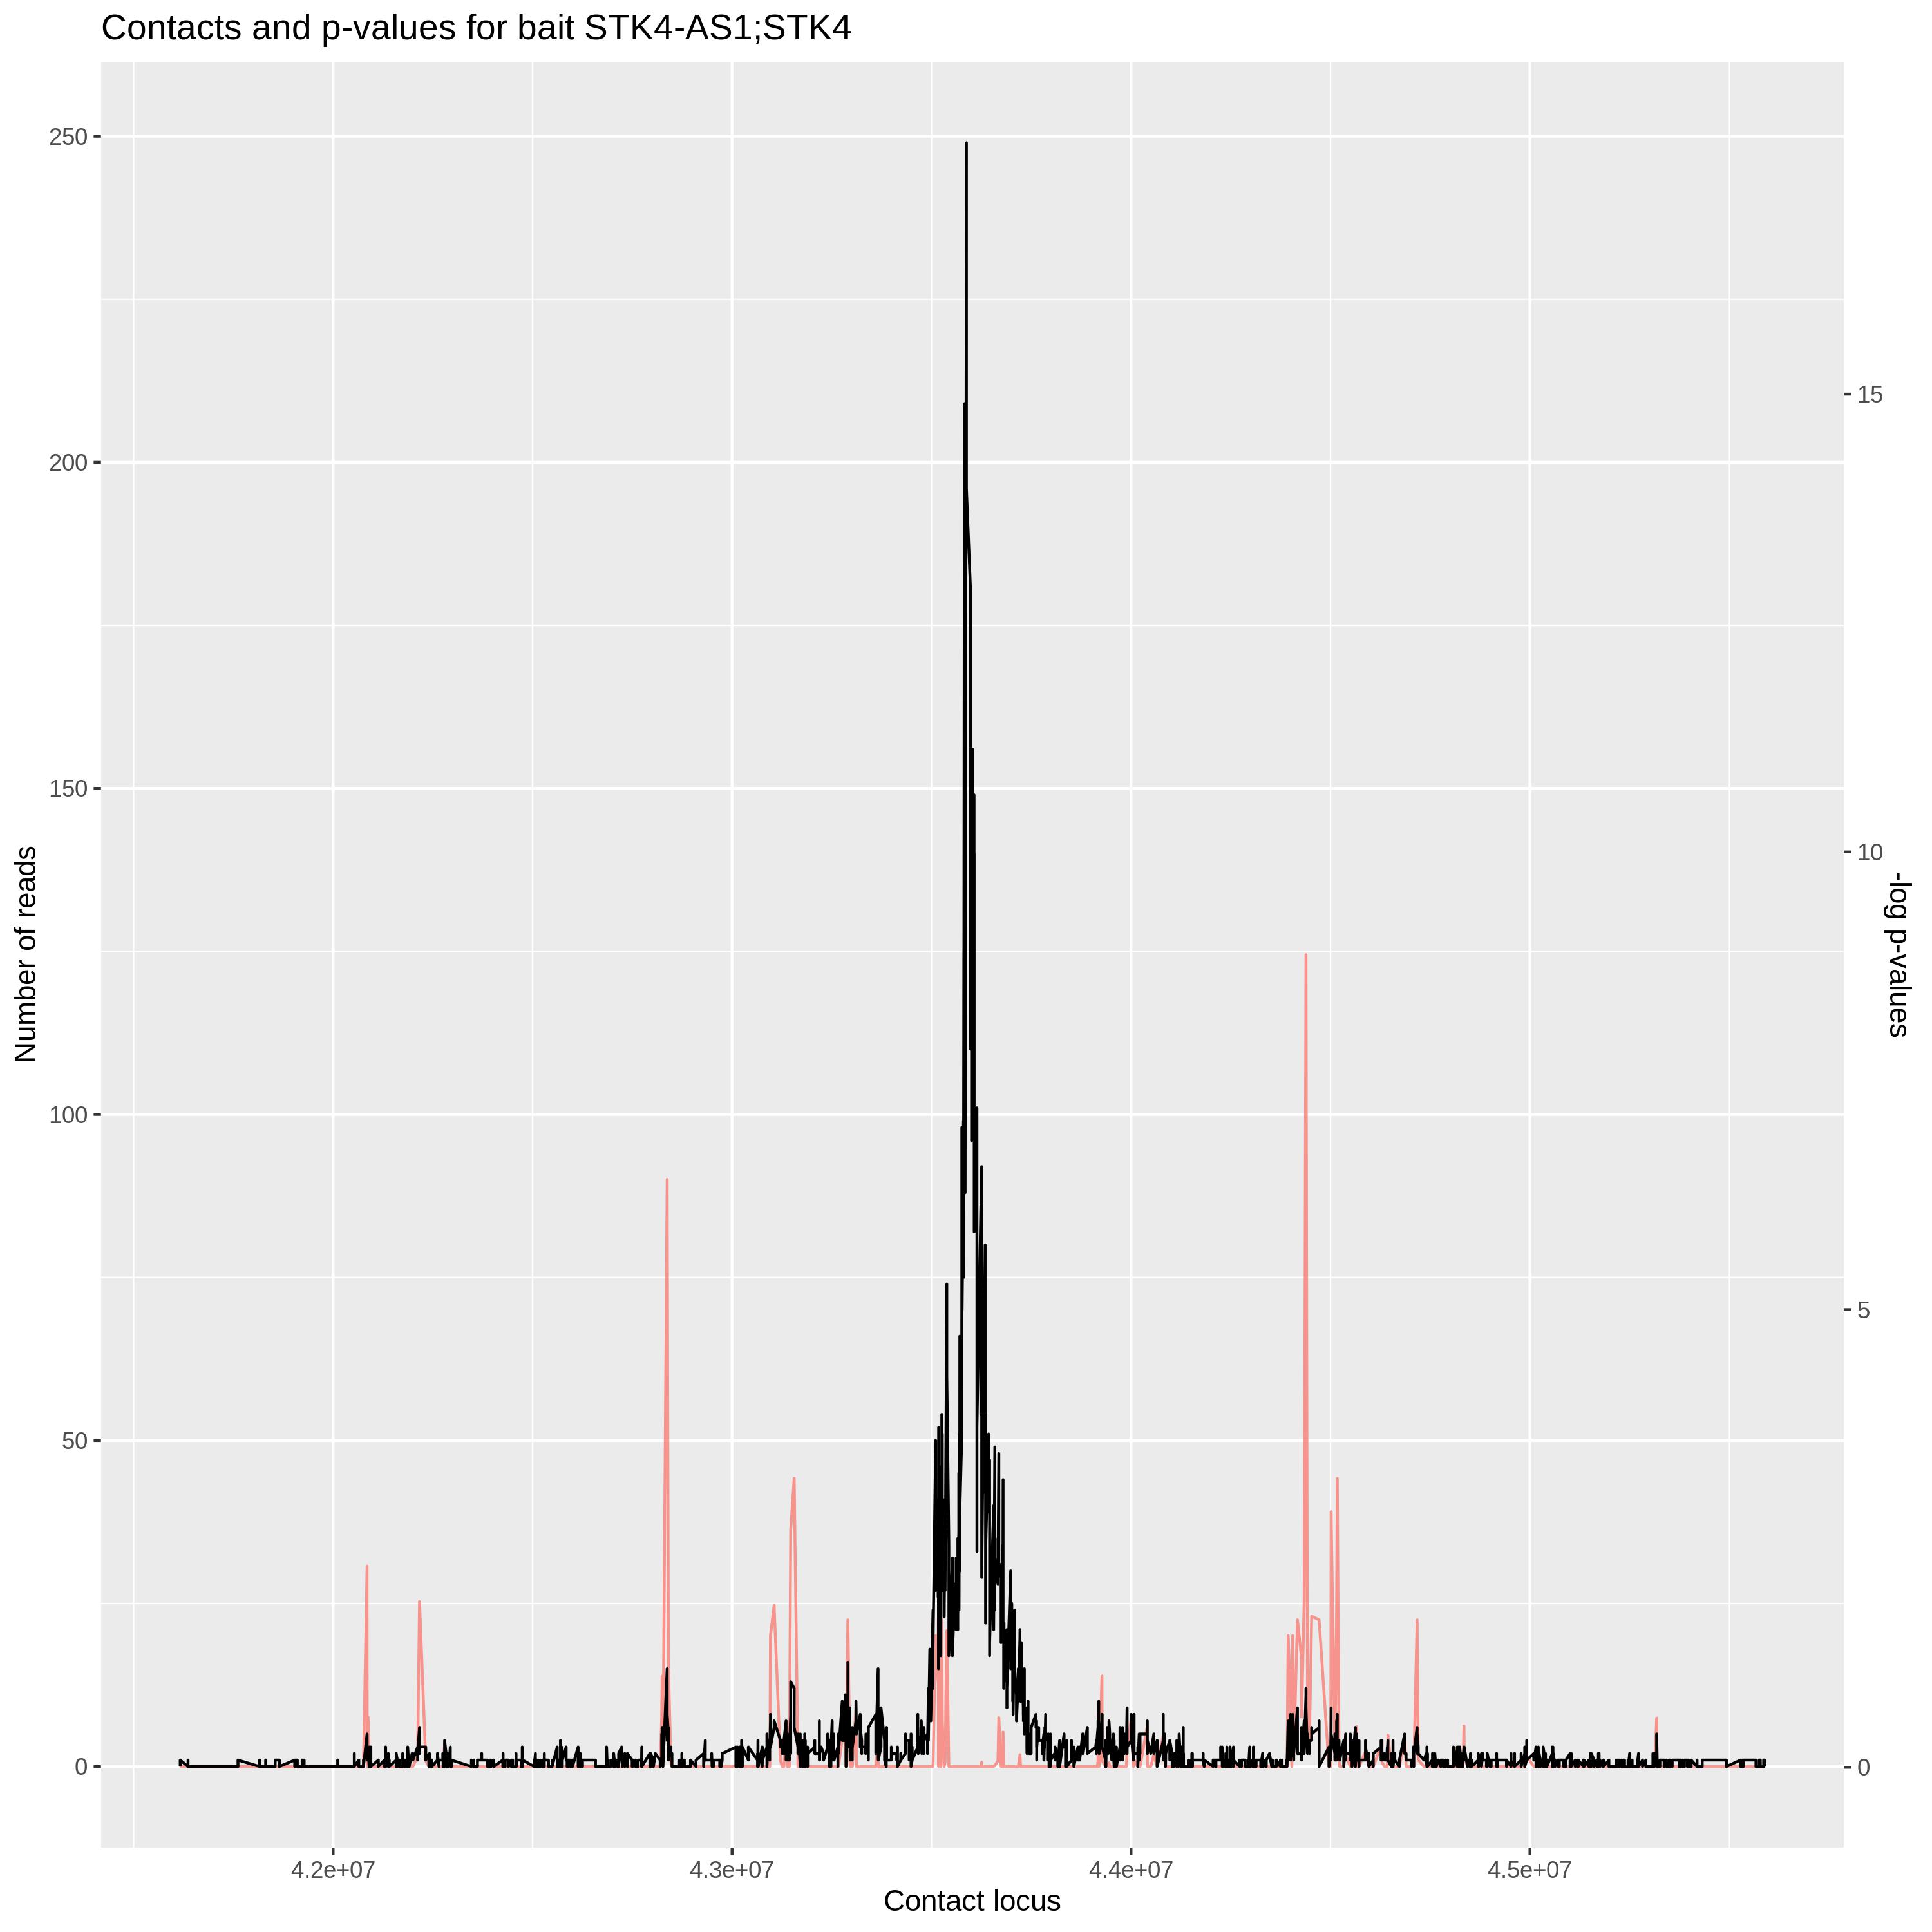 Contacts and p-values for bait STK4-AS1;STK4
250
200
150
100
50
0
Number of reads
15
10
5
0
-log p-values
4.2e+07
4.3e+07
4.4e+07
4.5e+07
Contact locus